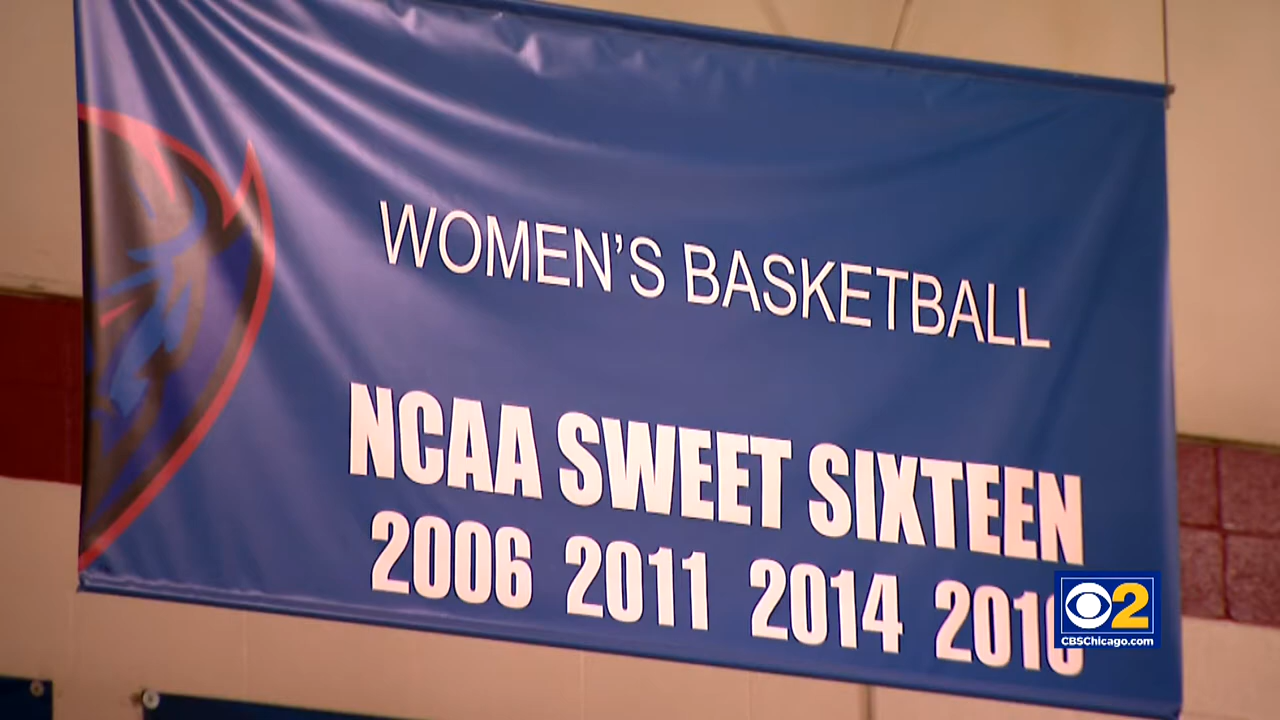 WOMEN'S BASKETBALL
NCAA SWEET SIXTEEN
2006 2011 2014
2
CBSChicago.com